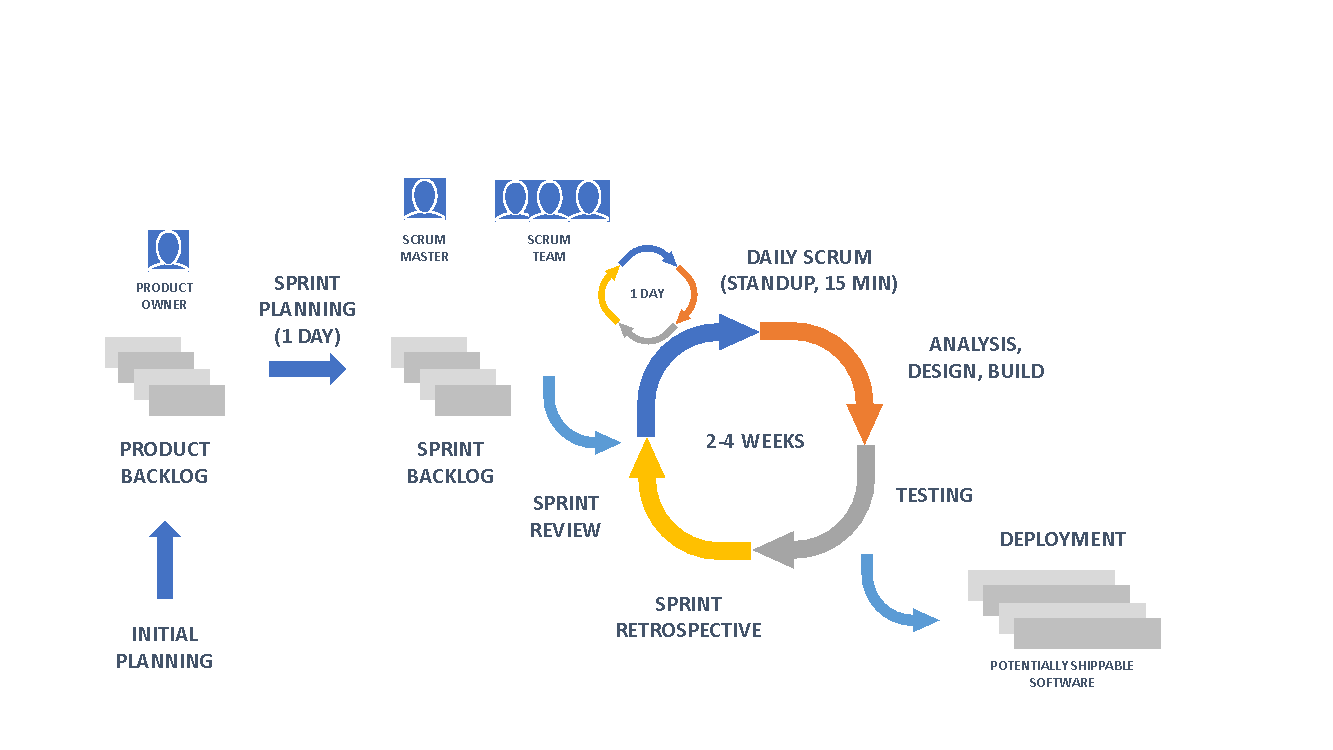 SCRUM
MASTER
SCRUM
TEAM
PRODUCT
OWNER
SPRINT
PLANNING
(1 DAY)
1 DAY
DAILY SCRUM
(STANDUP, 15 MIN)
ANALYSIS,
DESIGN, BUILD
2-4 WEEKS
PRODUCT
BACKLOG
SPRINT
BACKLOG
SPRINT
REVIEW
TESTING
DEPLOYMENT
SPRINT
RETROSPECTIVE
INITIAL
PLANNING
POTENTIALLY SHIPPABLE
SOFTWARE